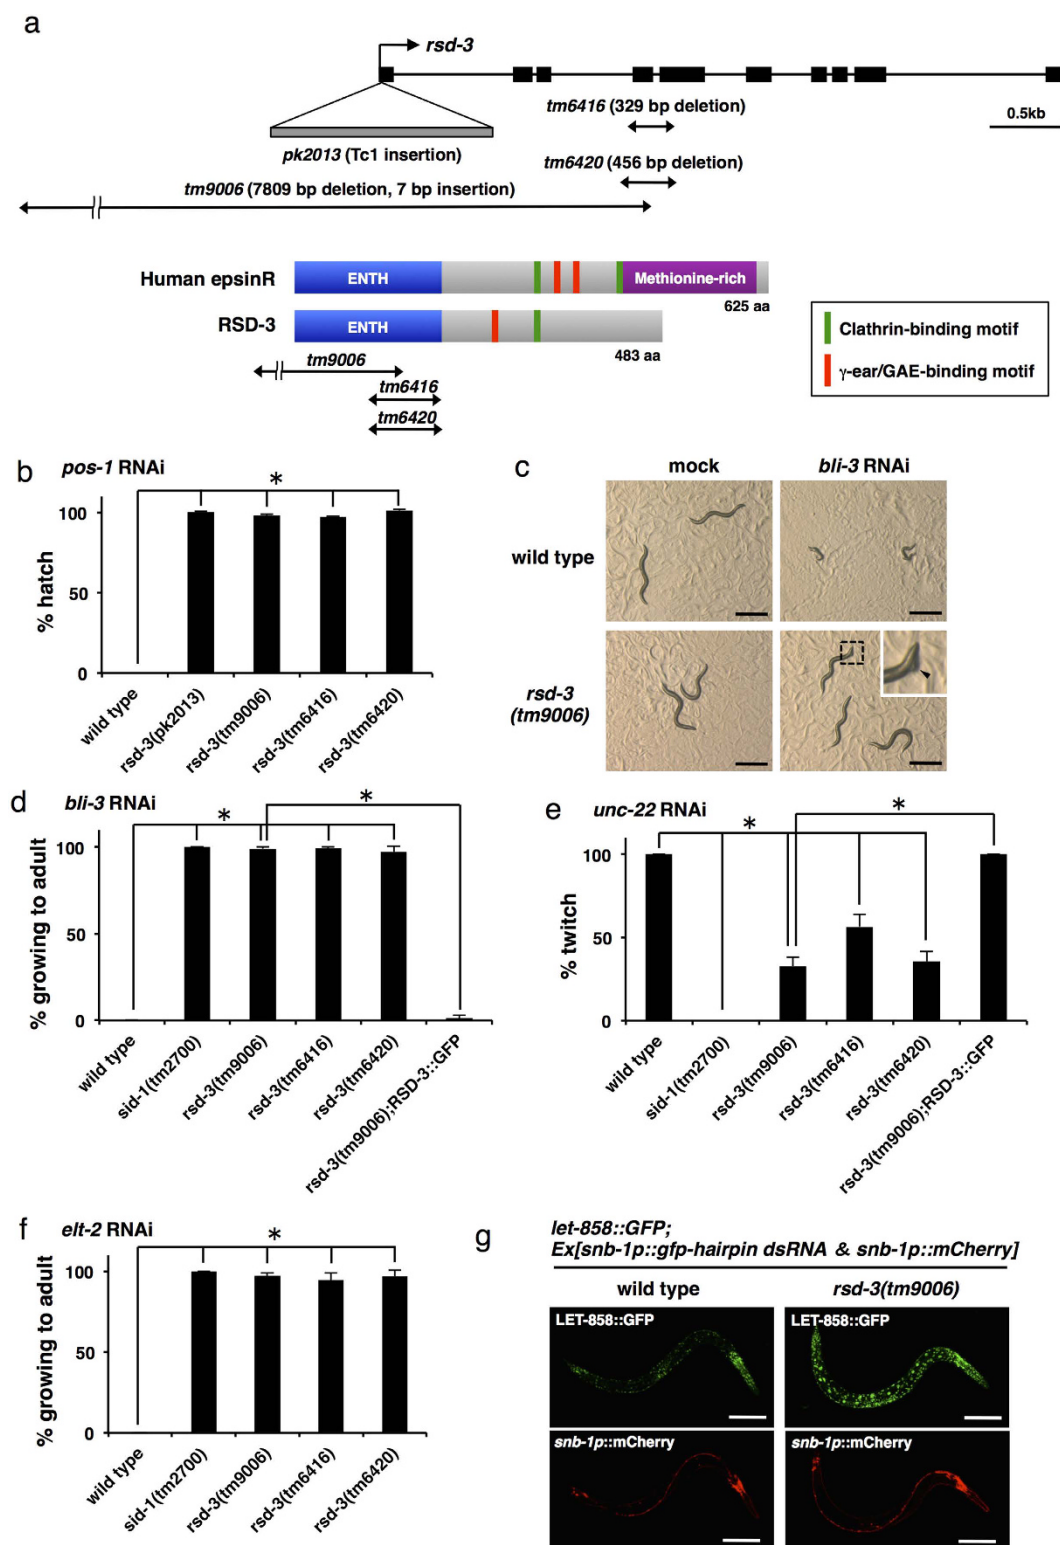 a
rsd-3
tm6416 (329 bp deletion)
0.5kb
pk2013 (Tc1 insertion)
tm6420 (456 bp deletion)
tm9006 (7809 bp deletion, 7 bp insertion)
Human epsinR
ENTH
Methionine-rich
625 aa
RSD-3
ENTH
483 aa
Clathrin-binding motif
γ-ear/GAE-binding motif
tm9006
tm6416
tm6420
b
pos-1 RNAi
*
% hatch
100
50
0
wild type
rsd-3(pk2013)
rsd-3(tm9006)
rsd-3(tm6416)
rsd-3(tm6420)
c
mock
bli-3 RNAi
wild type
rsd-3
(tm9006)
d
bli-3 RNAi
*
*
% growing to adult
100
50
0
wild type
sid-1(tm2700)
rsd-3(tm9006)
rsd-3(tm6416)
rsd-3(tm6420)
rsd-3(tm9006);RSD-3::GFP
e
unc-22 RNAi
*
*
% twitch
100
50
0
wild type
sid-1(tm2700)
rsd-3(tm9006)
rsd-3(tm6416)
rsd-3(tm6420)
rsd-3(tm9006);RSD-3::GFP
f
elt-2 RNAi
*
% growing to adult
100
50
0
wild type
sid-1(tm2700)
rsd-3(tm9006)
rsd-3(tm6416)
rsd-3(tm6420)
g
let-858::GFP;
Ex[snb-1p::gfp-hairpin dsRNA & snb-1p::mCherry]
wild type
rsd-3(tm9006)
LET-858::GFP
LET-858::GFP
snb-1p::mCherry
snb-1p::mCherry